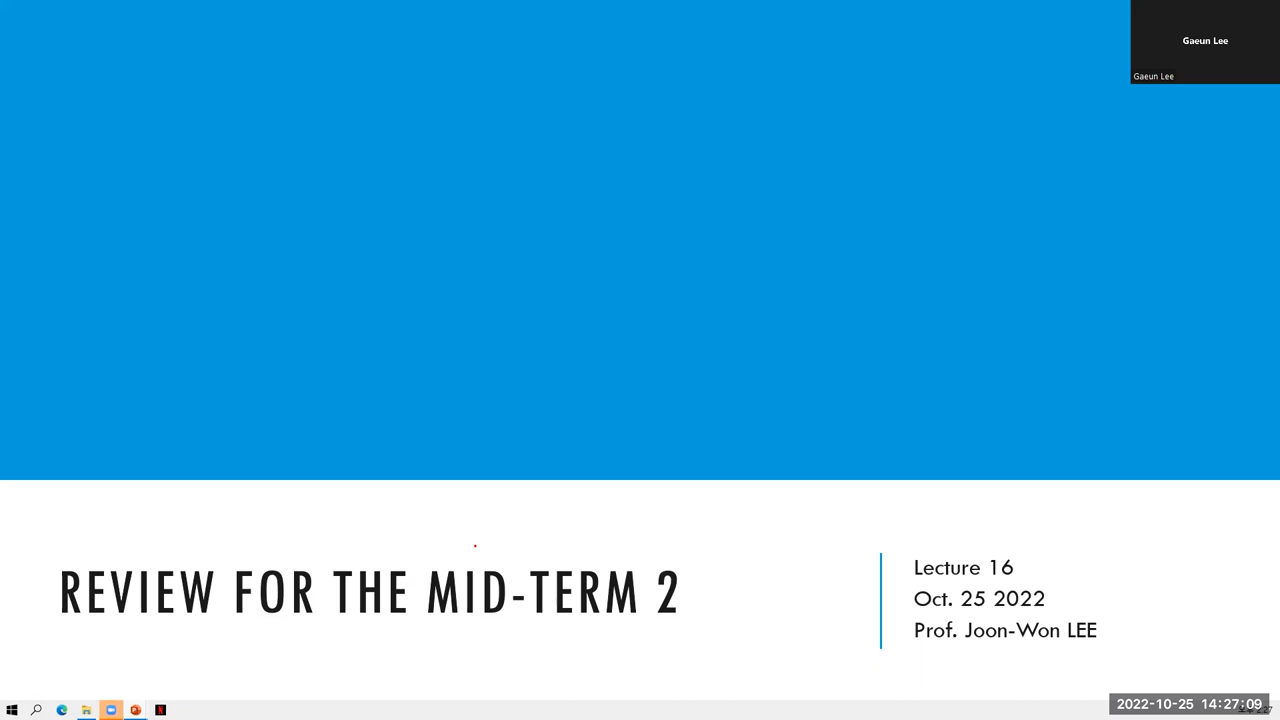 Gaeun Lee
Gaeun Lee
REVIEW FOR THE MID-TERM 2
Lecture 16
Oct. 25 2022
Prof. Joon-Won LEE
2022-10-25 14:27:09